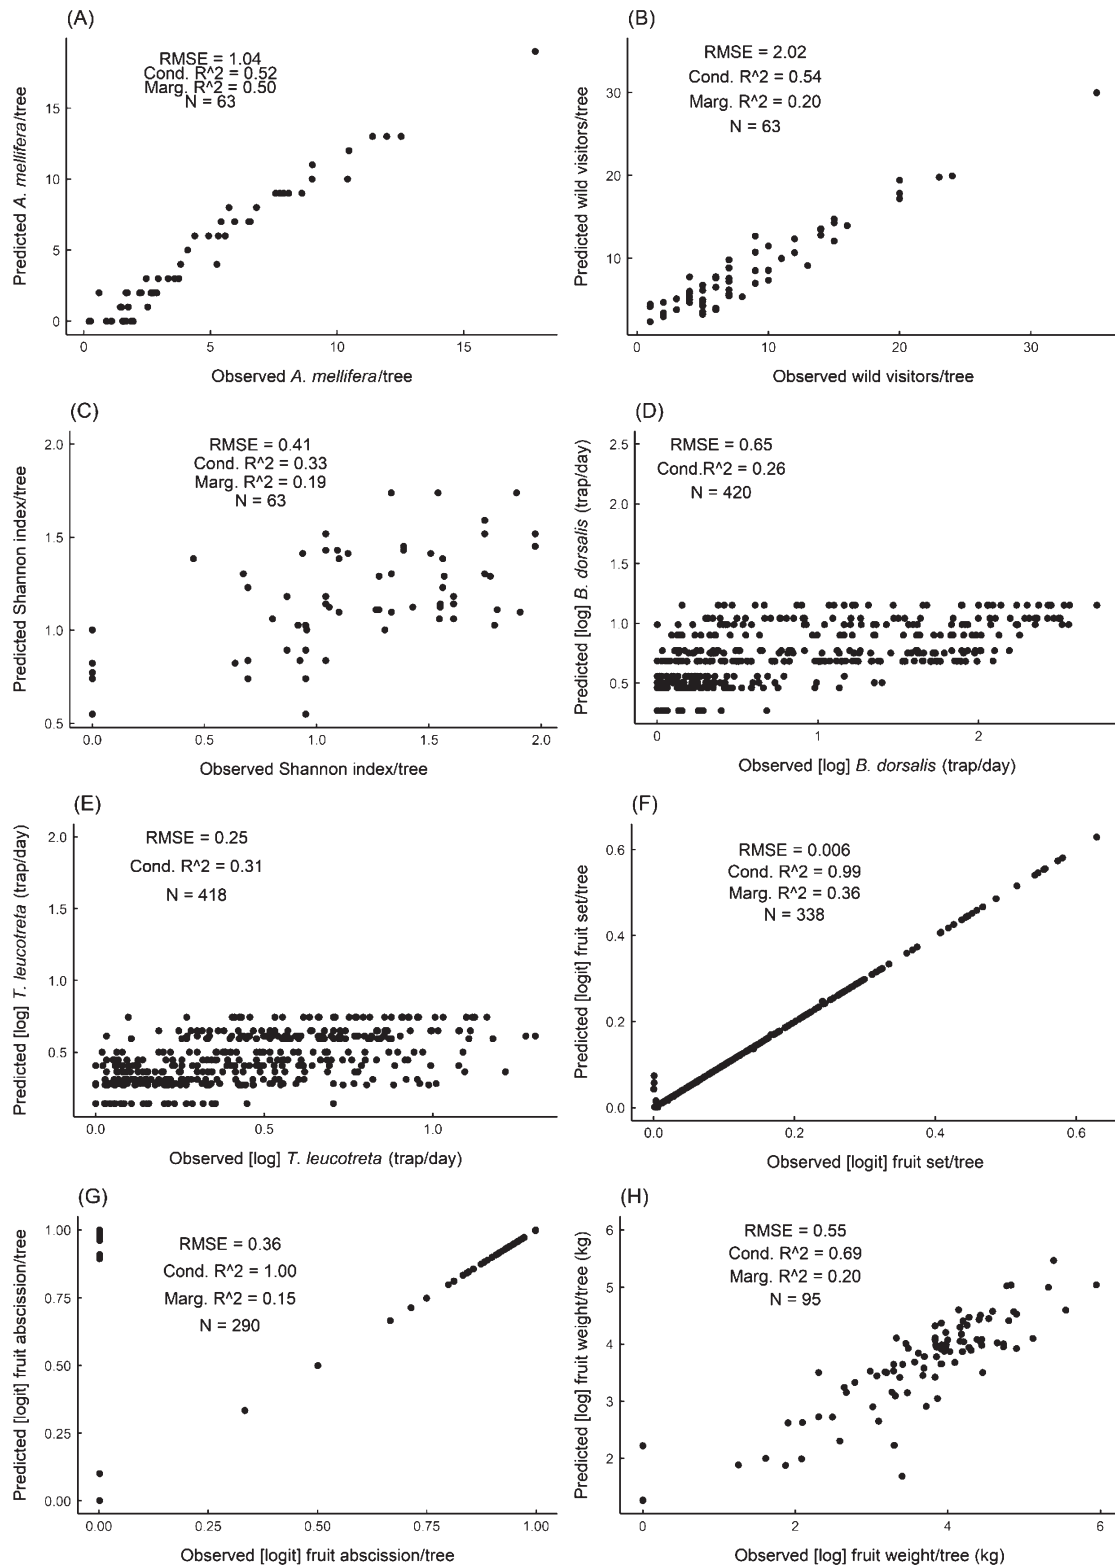 (A)
RMSE = 1.04
Cond. R^2 = 0.52
Marg. R^2 = 0.50
N = 63
Predicted A. mellifera/tree
15
10
5
0
0
5
10
15
Observed A. mellifera/tree
(B)
RMSE = 2.02
Cond. R^2 = 0.54
Marg. R^2 = 0.20
N = 63
Predicted wild visitors/tree
30
20
10
0
10
20
30
Observed wild visitors/tree
(C)
RMSE = 0.41
Cond. R^2 = 0.33
Marg. R^2 = 0.19
N = 63
Predicted Shannon index/tree
2.0
1.5
1.0
0.5
0.0
0.5
1.0
1.5
2.0
Observed Shannon index/tree
(D)
RMSE = 0.65
Cond.R^2 = 0.26
N = 420
Predicted [log] B. dorsalis (trap/day)
2.5
2.0
1.5
1.0
0.5
0
1
2
Observed [log] B. dorsalis (trap/day)
(E)
RMSE = 0.25
Cond. R^2 = 0.31
N = 418
Predicted [log] T. leucotreta (trap/day)
2.0
1.5
1.0
0.5
0.0
0.5
1.0
Observed [log] T. leucotreta (trap/day)
(F)
RMSE = 0.006
Cond. R^2 = 0.99
Marg. R^2 = 0.36
N = 338
Predicted [logit] fruit set/tree
0.6
0.4
0.2
0.0
0.0
0.2
0.4
0.6
Observed [logit] fruit set/tree
(G)
RMSE = 0.36
Cond. R^2 = 1.00
Marg. R^2 = 0.15
N = 290
Predicted [logit] fruit abscission/tree
1.00
0.75
0.50
0.25
0.00
0.00
0.25
0.50
0.75
1.00
Observed [logit] fruit abscission/tree
(H)
RMSE = 0.55
Cond. R^2 = 0.69
Marg. R^2 = 0.20
N = 95
Predicted [log] fruit weight/tree (kg)
6
5
4
3
2
0
2
4
6
Observed [log] fruit weight/tree (kg)